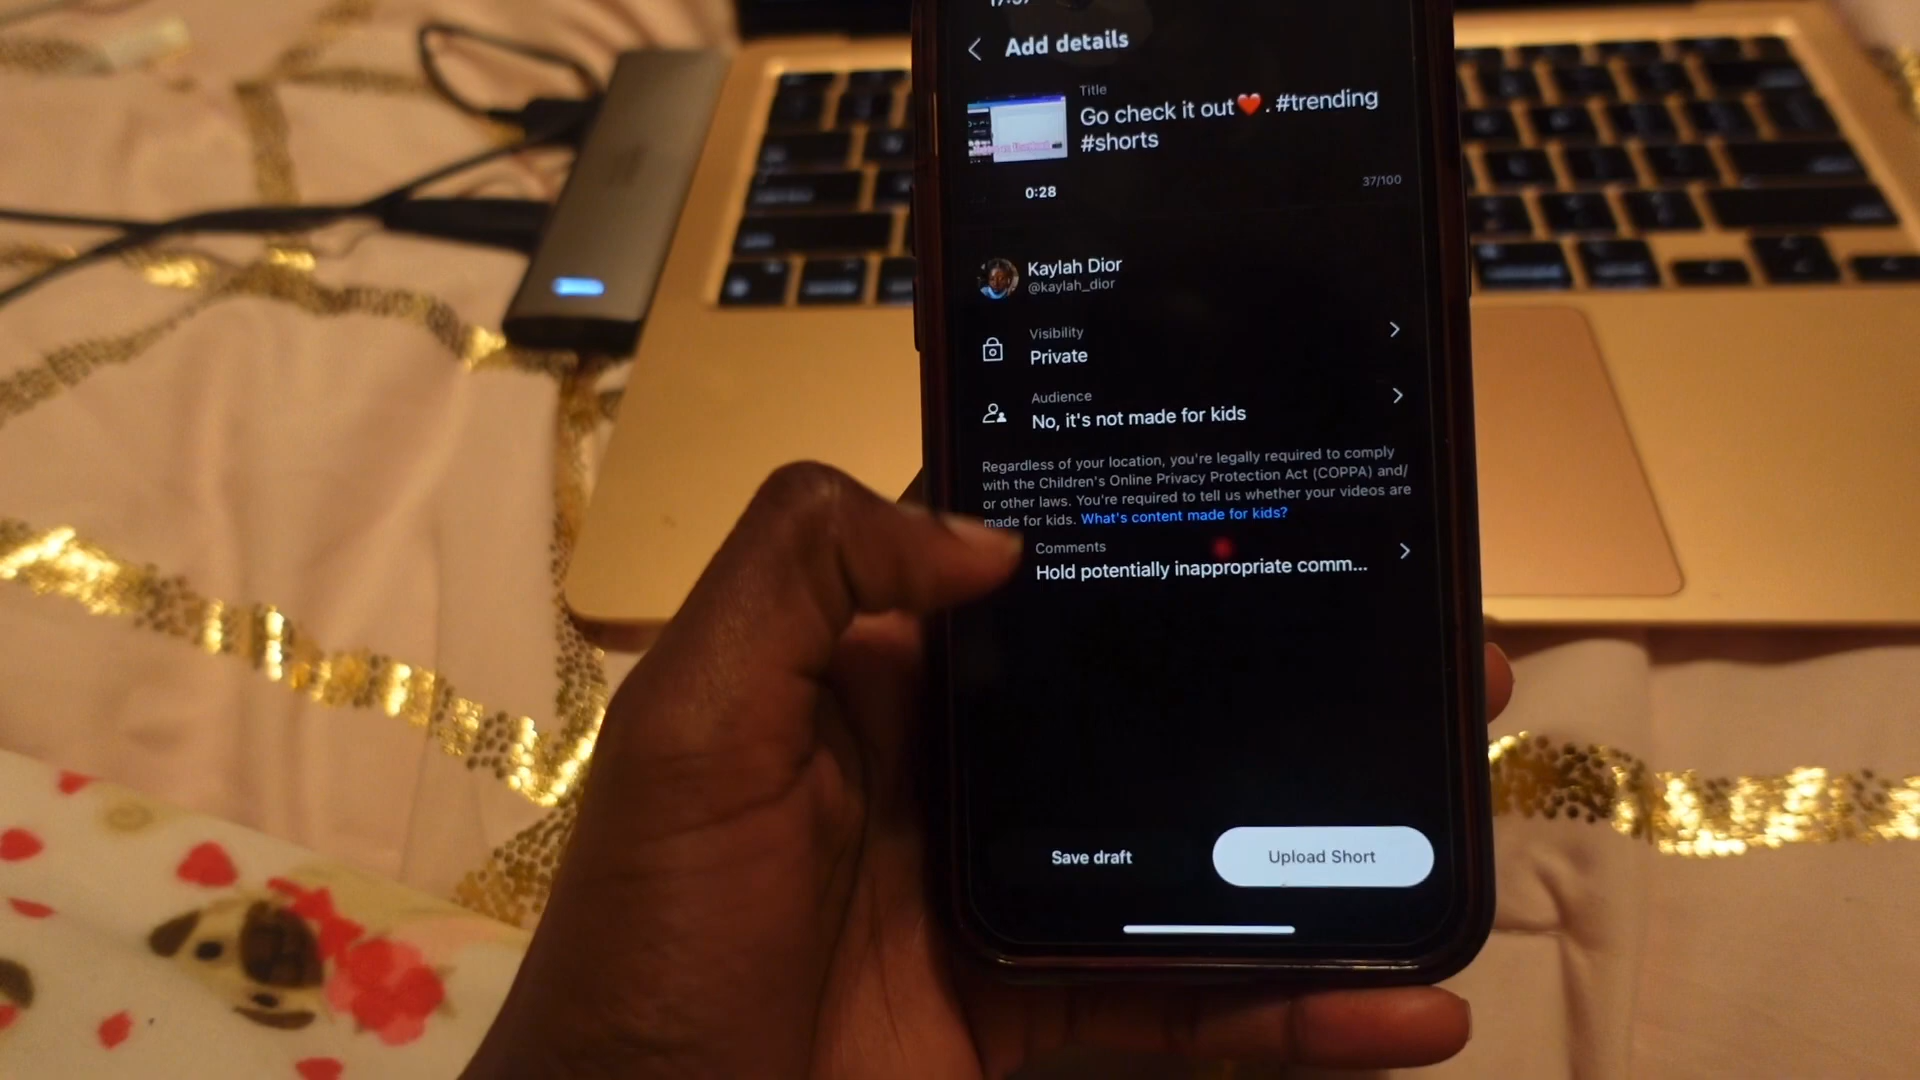 Add details
Title
Go check it out❤️. #trending
#shorts
0:28
37/100
Kaylah Dior
@kaylah_dior
Visibility
Private
Audience
No, it's not made for kids
Regardless of your location, you're legally required to comply
with the Children's Online Privacy Protection Act (COPPA) and/
or other laws. You're required to tell us whether your videos are
made for kids. What's content made for kids?
Comments
Hold potentially inappropriate comm...
Save draft
Upload Short